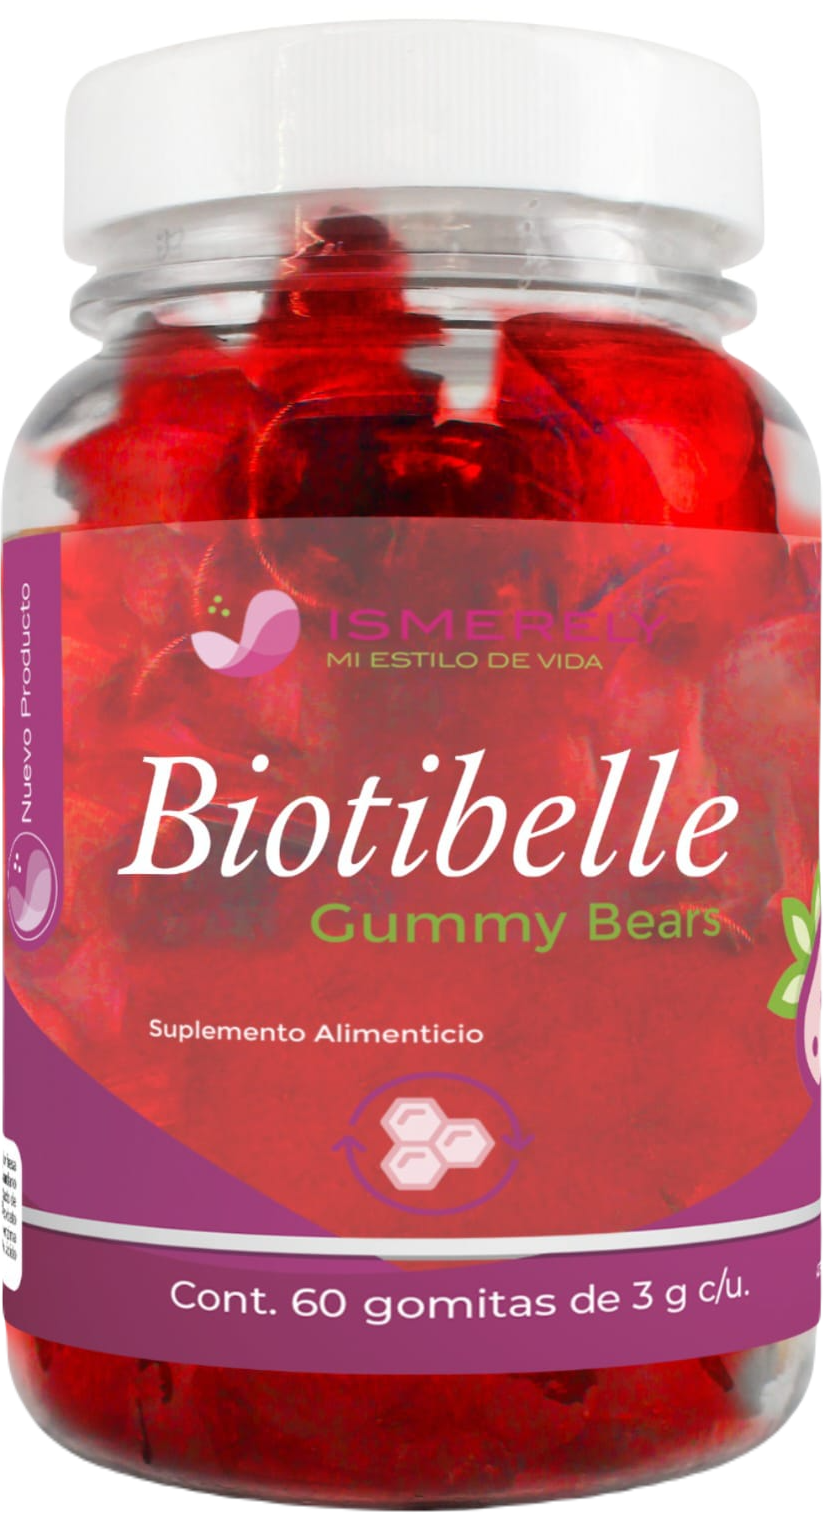 ISMERELY
MI ESTILO DE VIDA
Nuevo Producto
Biotibelle
Gummy Bears
Suplemento Alimenticio
Cont. 60 gomitas de 3 g c/u.